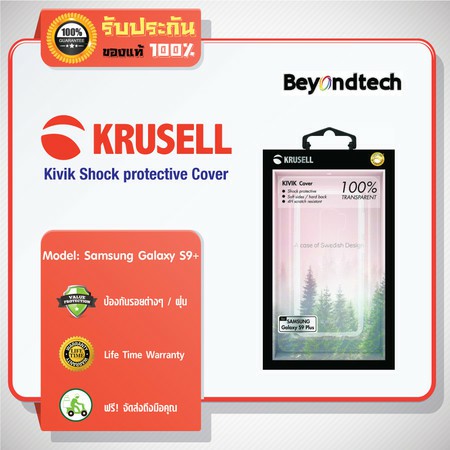 100%
GUARANTEE
รับประกัน
ของแท้ 100%
Beyondtech
KRUSELL
Kivik Shock protective Cover
KRUSELL
KIVIK Cover
• Shock protective
• Soft sides / hard back
• 4H scratch resistant
100%
TRANSPARENT
A case of Swedish Design
SAMSUNG
Galaxy S9 Plus
Model: Samsung Galaxy S9+
VALUE
PROTECTION
ป้องกันรอยต่างๆ / ฝุ่น
LIFE TIME
Life Time Warranty
ฟรี! จัดส่งถึงมือคุณ